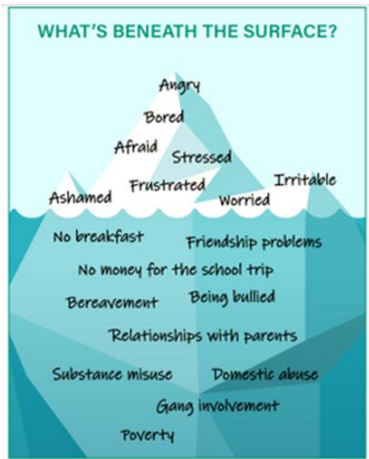 WHAT'S BENEATH THE SURFACE?
Angry
Bored
Afraid
Stressed
Frustrated
Irritable
Ashamed
Worried
No breakfast
Friendship problems
No money for the school trip
Bereavement
Being bullied
Relationships with parents
Substance misuse
Domestic abuse
Gang involvement
Poverty